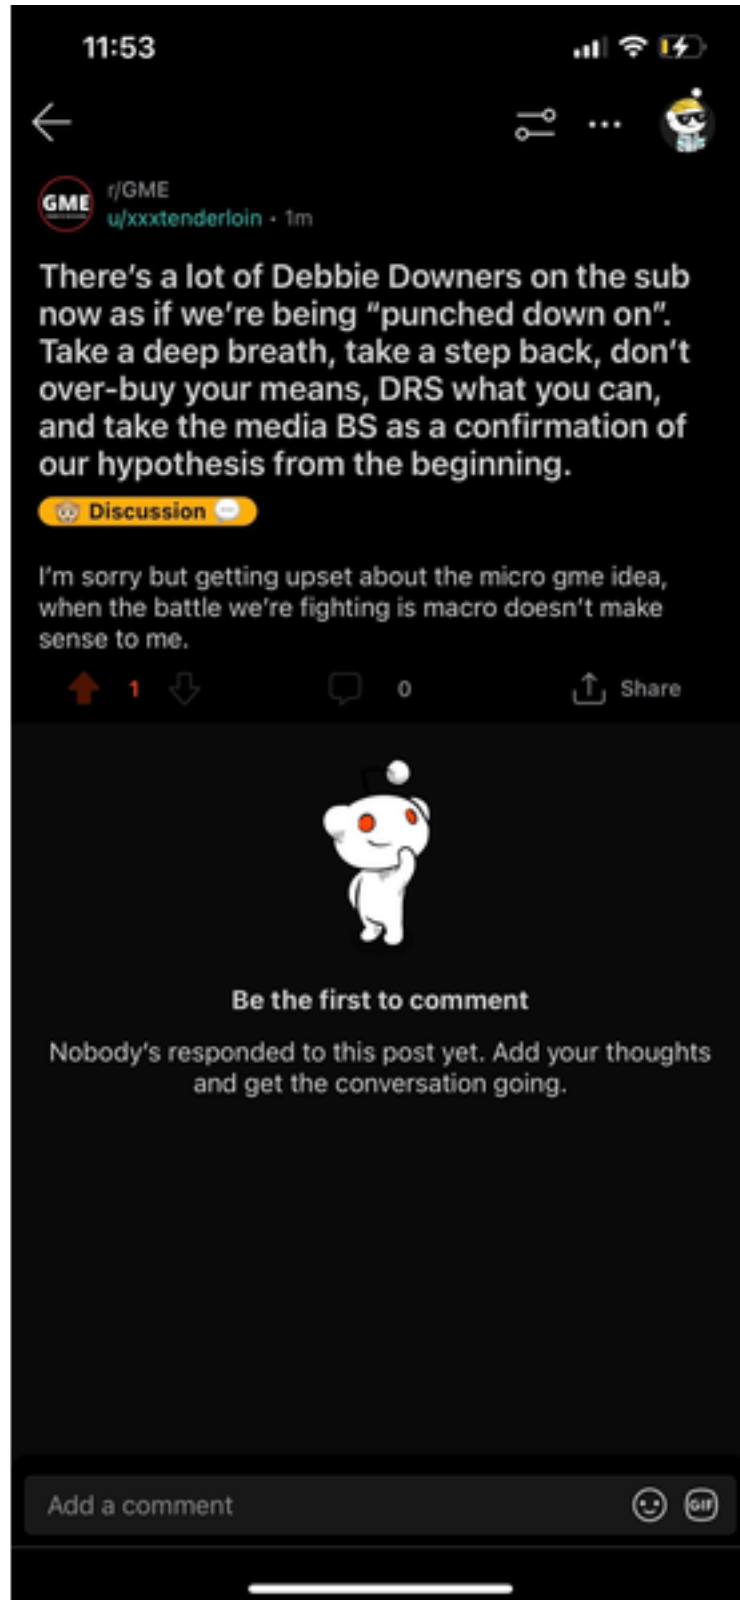 11:53
GME
r/GME
u/xxxtenderloin • 1m
There's a lot of Debbie Downers on the sub
now as if we're being “punched down on”.
Take a deep breath, take a step back, don't
over-buy your means, DRS what you can,
and take the media BS as a confirmation of
our hypothesis from the beginning.
Discussion
I'm sorry but getting upset about the micro gme idea,
when the battle we're fighting is macro doesn't make
sense to me.
1 0 Share
Be the first to comment
Nobody's responded to this post yet. Add your thoughts
and get the conversation going.
Add a comment GIF